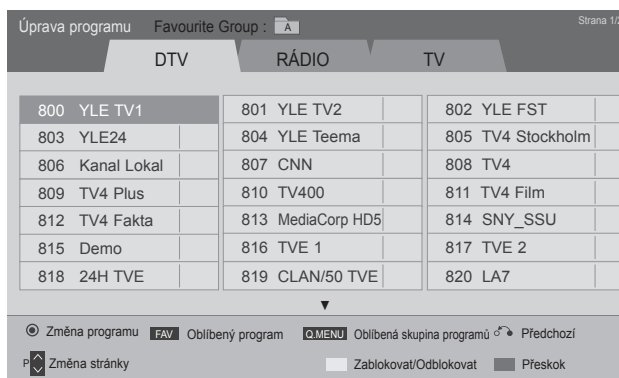 Úprava programu Favourite Group : A Strana 1/2
DTV RÁDIO TV
800 YLE TV1 801 YLE TV2 802 YLE FST
803 YLE24 804 YLE Teema 805 TV4 Stockholm
806 Kanal Lokal 807 CNN 808 TV4
809 TV4 Plus 810 TV400 811 TV4 Film
812 TV4 Fakta 813 MediaCorp HD5 814 SNY_SSU
815 Demo 816 TVE 1 817 TVE 2
818 24H TVE 819 CLAN/50 TVE 820 LA7
▼
Změna programu FAV Oblíbený program Q.MENU Oblíbená skupina programů Předchozí
P Změna stránky Zablokovat/Odblokovat Přeskok